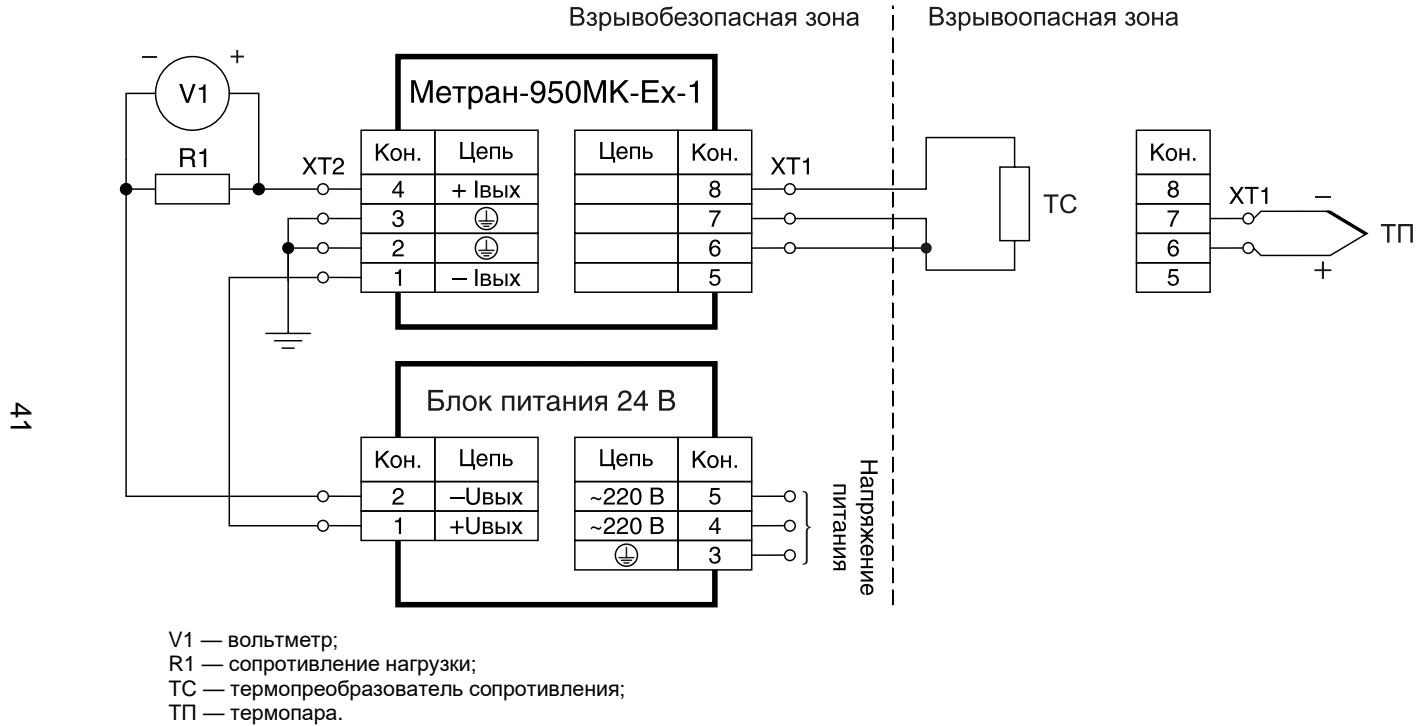 Взрывобезопасная зона
Взрывоопасная зона
– +
V1
R1
Метран-950МК-Ех-1
XT2
Кон. Цепь
4 + Iвых
3
2
1 – Iвых
Цепь Кон.
8
7
6
5
XT1
ТС
Кон.
8
7
6
5
XT1
–
+
ТП
Блок питания 24 В
Кон. Цепь
2 –Uвых
1 +Uвых
Цепь Кон.
~220 В 5
~220 В 4
3
Напряжение
питания
41
V1 — вольтметр;
R1 — сопротивление нагрузки;
ТС — термопреобразователь сопротивления;
ТП — термопара.